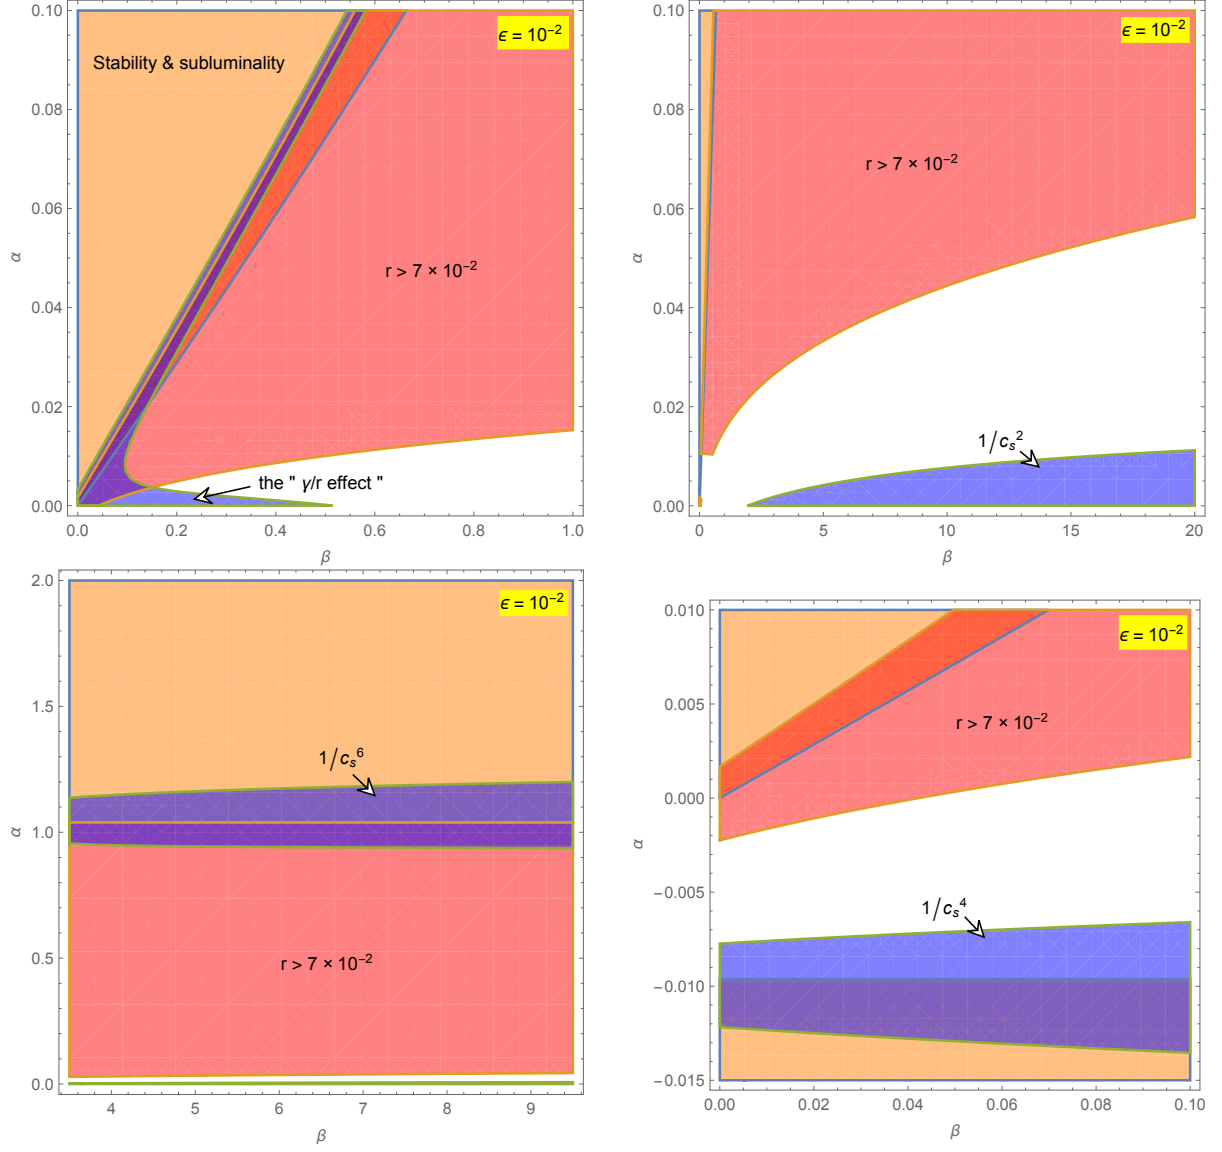 0.10
0.08
0.06
0.04
0.02
0.00
α
0.0
0.2
0.4
0.6
0.8
1.0
β
ϵ = 10⁻²
Stability & subluminality
r > 7 × 10⁻²
the " γ/r effect "
0.10
0.08
0.06
0.04
0.02
0.00
α
0
5
10
15
20
β
ϵ = 10⁻²
r > 7 × 10⁻²
1/cₛ²
2.0
1.5
1.0
0.5
0.0
α
4
5
6
7
8
9
β
ϵ = 10⁻²
1/cₛ⁶
r > 7 × 10⁻²
0.010
0.005
0.000
−0.005
−0.010
−0.015
α
0.00
0.02
0.04
0.06
0.08
0.10
β
ϵ = 10⁻²
r > 7 × 10⁻²
1/cₛ⁴